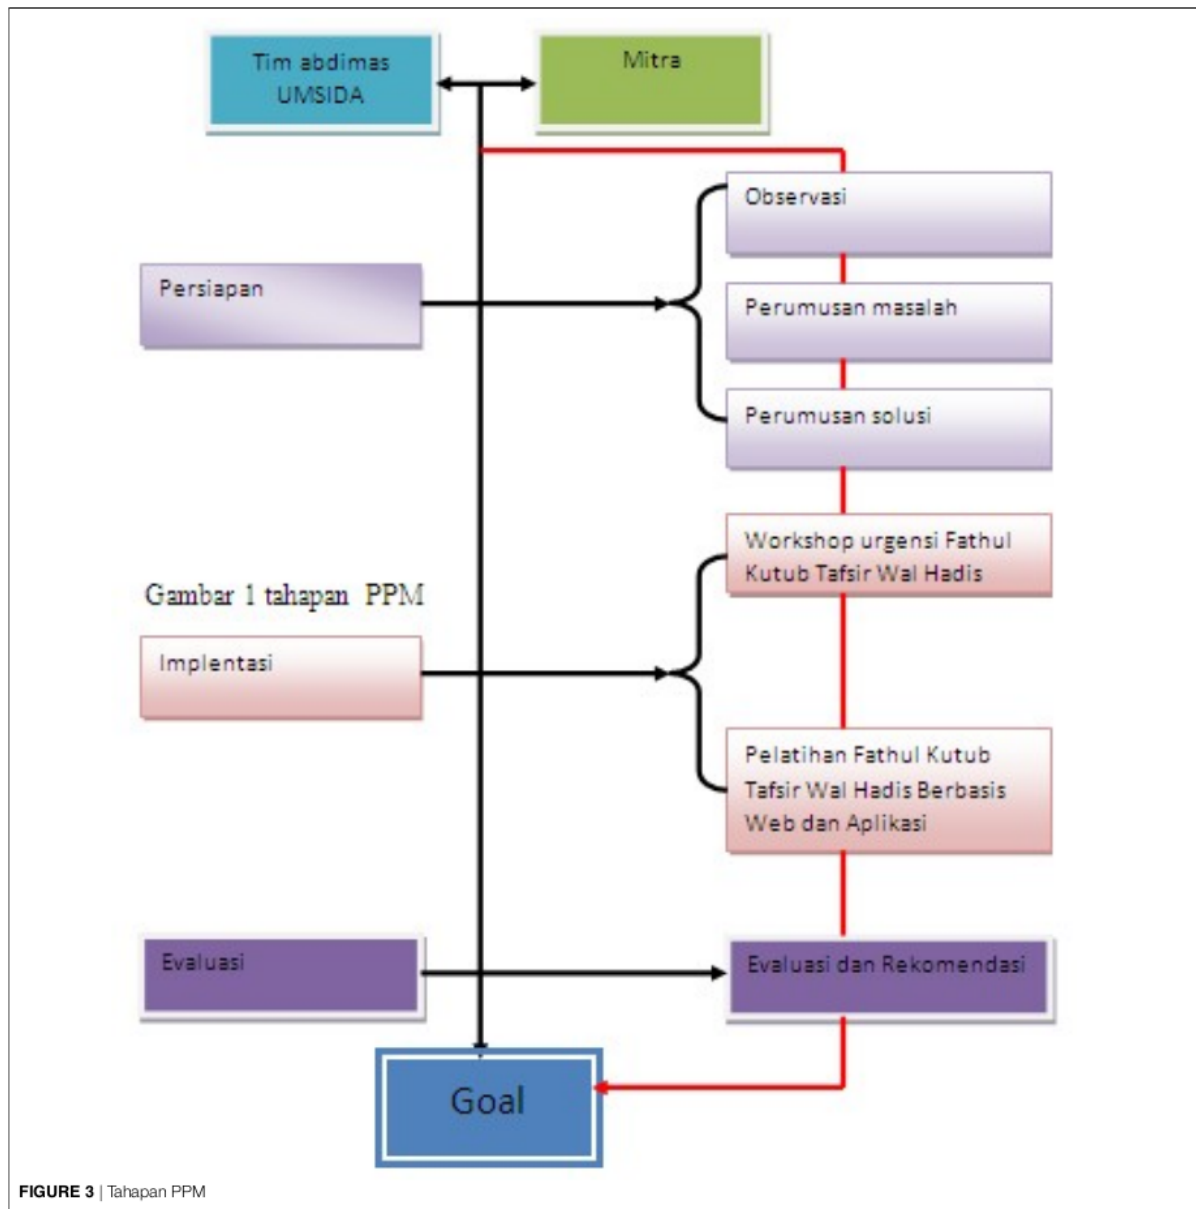 Tim abdimas
UMSIDA
Mitra
Observasi
Persiapan
Perumusan masalah
Perumusan solusi
Workshop urgensi Fathul
Kutub Tafsir Wal Hadis
Gambar 1 tahapan PPM
Implentasi
Pelatihan Fathul Kutub
Tafsir Wal Hadis Berbasis
Web dan Aplikasi
Evaluasi
Evaluasi dan Rekomendasi
Goal
FIGURE 3 | Tahapan PPM